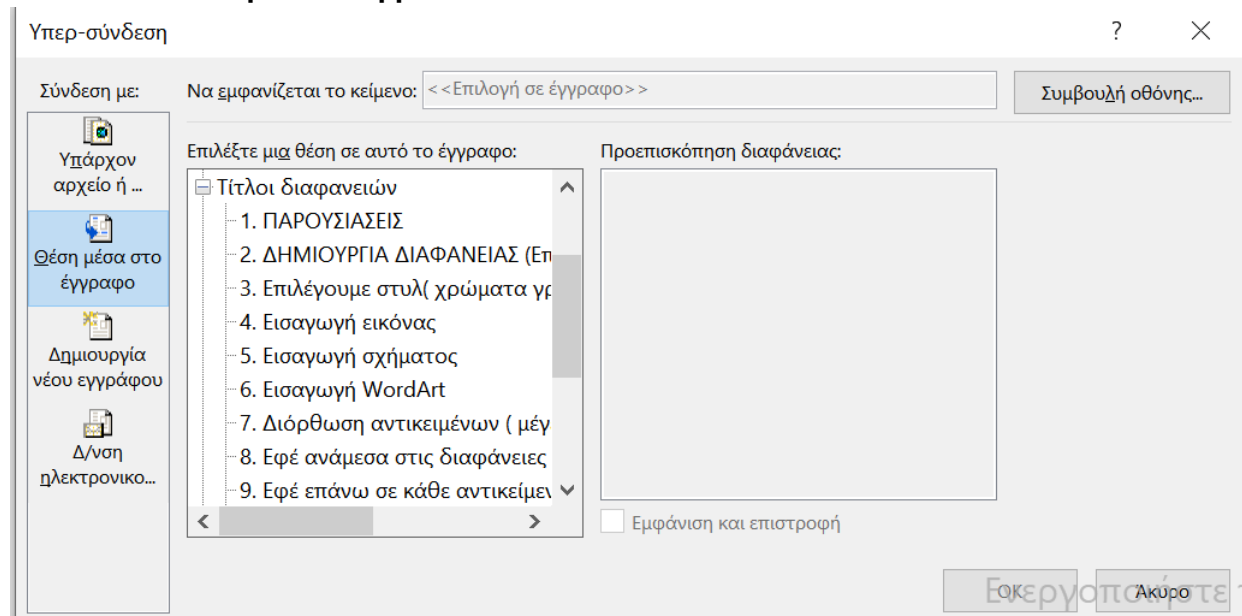 Υπερ-σύνδεση
Σύνδεση με:
Να εμφανίζεται το κείμενο: <<Επιλογή σε έγγραφο>>
Συμβουλή οθόνης...
Υπάρχον
αρχείο ή ...
Θέση μέσα στο
έγγραφο
Δημιουργία
νέου εγγράφου
Δ/νση
ηλεκτρονικο...
Επιλέξτε μια θέση σε αυτό το έγγραφο:
Τίτλοι διαφανειών
1. ΠΑΡΟΥΣΙΑΣΕΙΣ
2. ΔΗΜΙΟΥΡΓΙΑ ΔΙΑΦΑΝΕΙΑΣ (Επ
3. Επιλέγουμε στυλ( χρώματα γρ
4. Εισαγωγή εικόνας
5. Εισαγωγή σχήματος
6. Εισαγωγή WordArt
7. Διόρθωση αντικειμένων ( μέγ
8. Εφέ ανάμεσα στις διαφάνειες
9. Εφέ επάνω σε κάθε αντικείμεν
Προεπισκόπηση διαφάνειας:
Εμφάνιση και επιστροφή
OK
Άκυρο
Ενεργοποιήστε